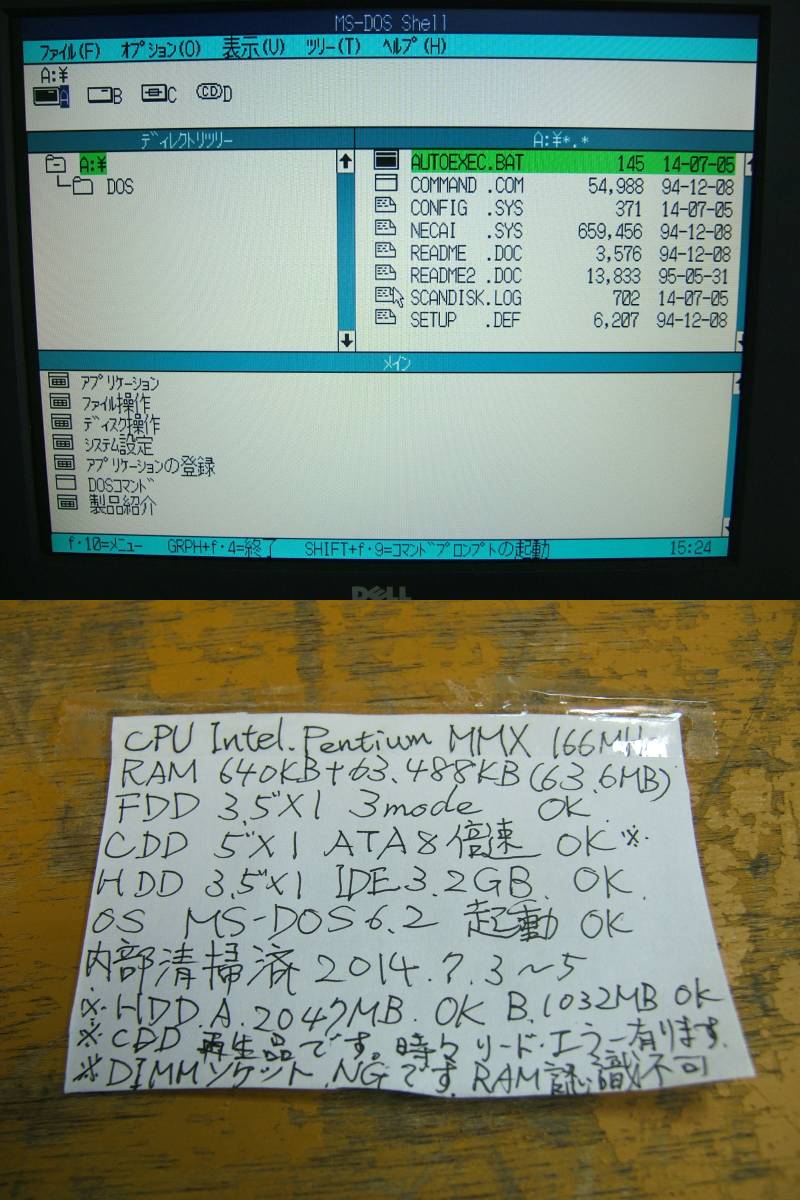 MS-DOS Shell
ファイル(F) オプション(O) 表示(V) ツリー(T) ヘルプ(H)
A:¥
A B C CD D
ディレクトリツリー
A:¥
DOS
A:¥*.*
AUTOEXEC.BAT 145 14-07-05
COMMAND .COM 54,988 94-12-08
CONFIG .SYS 371 14-07-05
NECAI .SYS 659,456 94-12-08
README .DOC 3,576 94-12-08
README2 .DOC 13,833 95-05-31
SCANDISK.LOG 702 14-07-05
SETUP .DEF 6,207 94-12-08
メイン
アプリケーション
ファイル操作
ディスク操作
システム設定
アプリケーションの登録
DOSコマンド
製品紹介
f・10=メニュー GRPH+f・4=終了 SHIFT+f・9=コマンドプロンプトの起動 15:24
DELL
CPU Intel. Pentium MMX 166MHz
RAM 640KB+63.488KB (63.6MB)
FDD 3.5"X1 3mode OK
CDD 5"X1 ATA 8倍速 OK※
HDD 3.5"X1 IDE.3.2GB. OK
OS MS-DOS6.2 起動 OK
内部清掃済 2014.7.3~5
※HDD.A.2047MB.OK B.1032MB OK
※CDD 再生品です。時々リード・エラー有ります.
※DIMMソケット.NGです.RAM認識不可